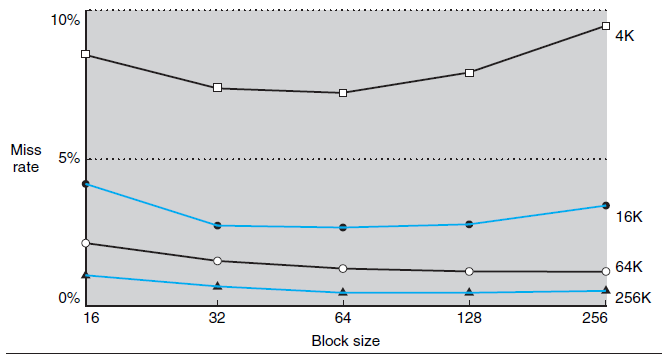 10%
4K
Miss
rate
5%
16K
64K
0%
256K
16 32 64 128 256
Block size